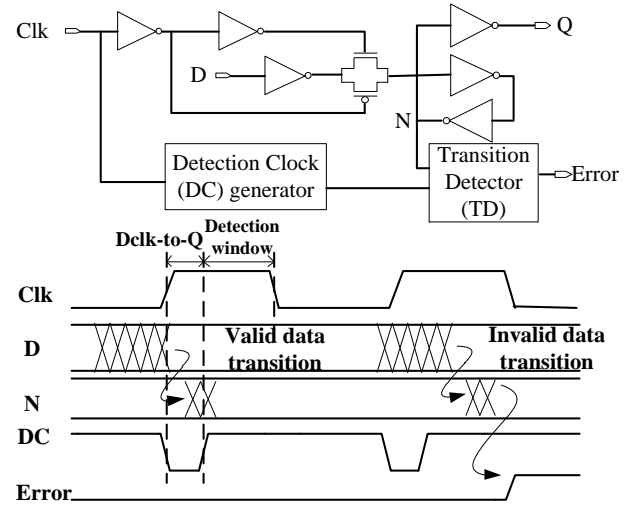 Clk
Q
D
N
Detection Clock
(DC) generator
Transition
Detector
(TD)
Error
Dclk-to-Q
Detection
window
Clk
D
Valid data
transition
Invalid data
transition
N
DC
Error